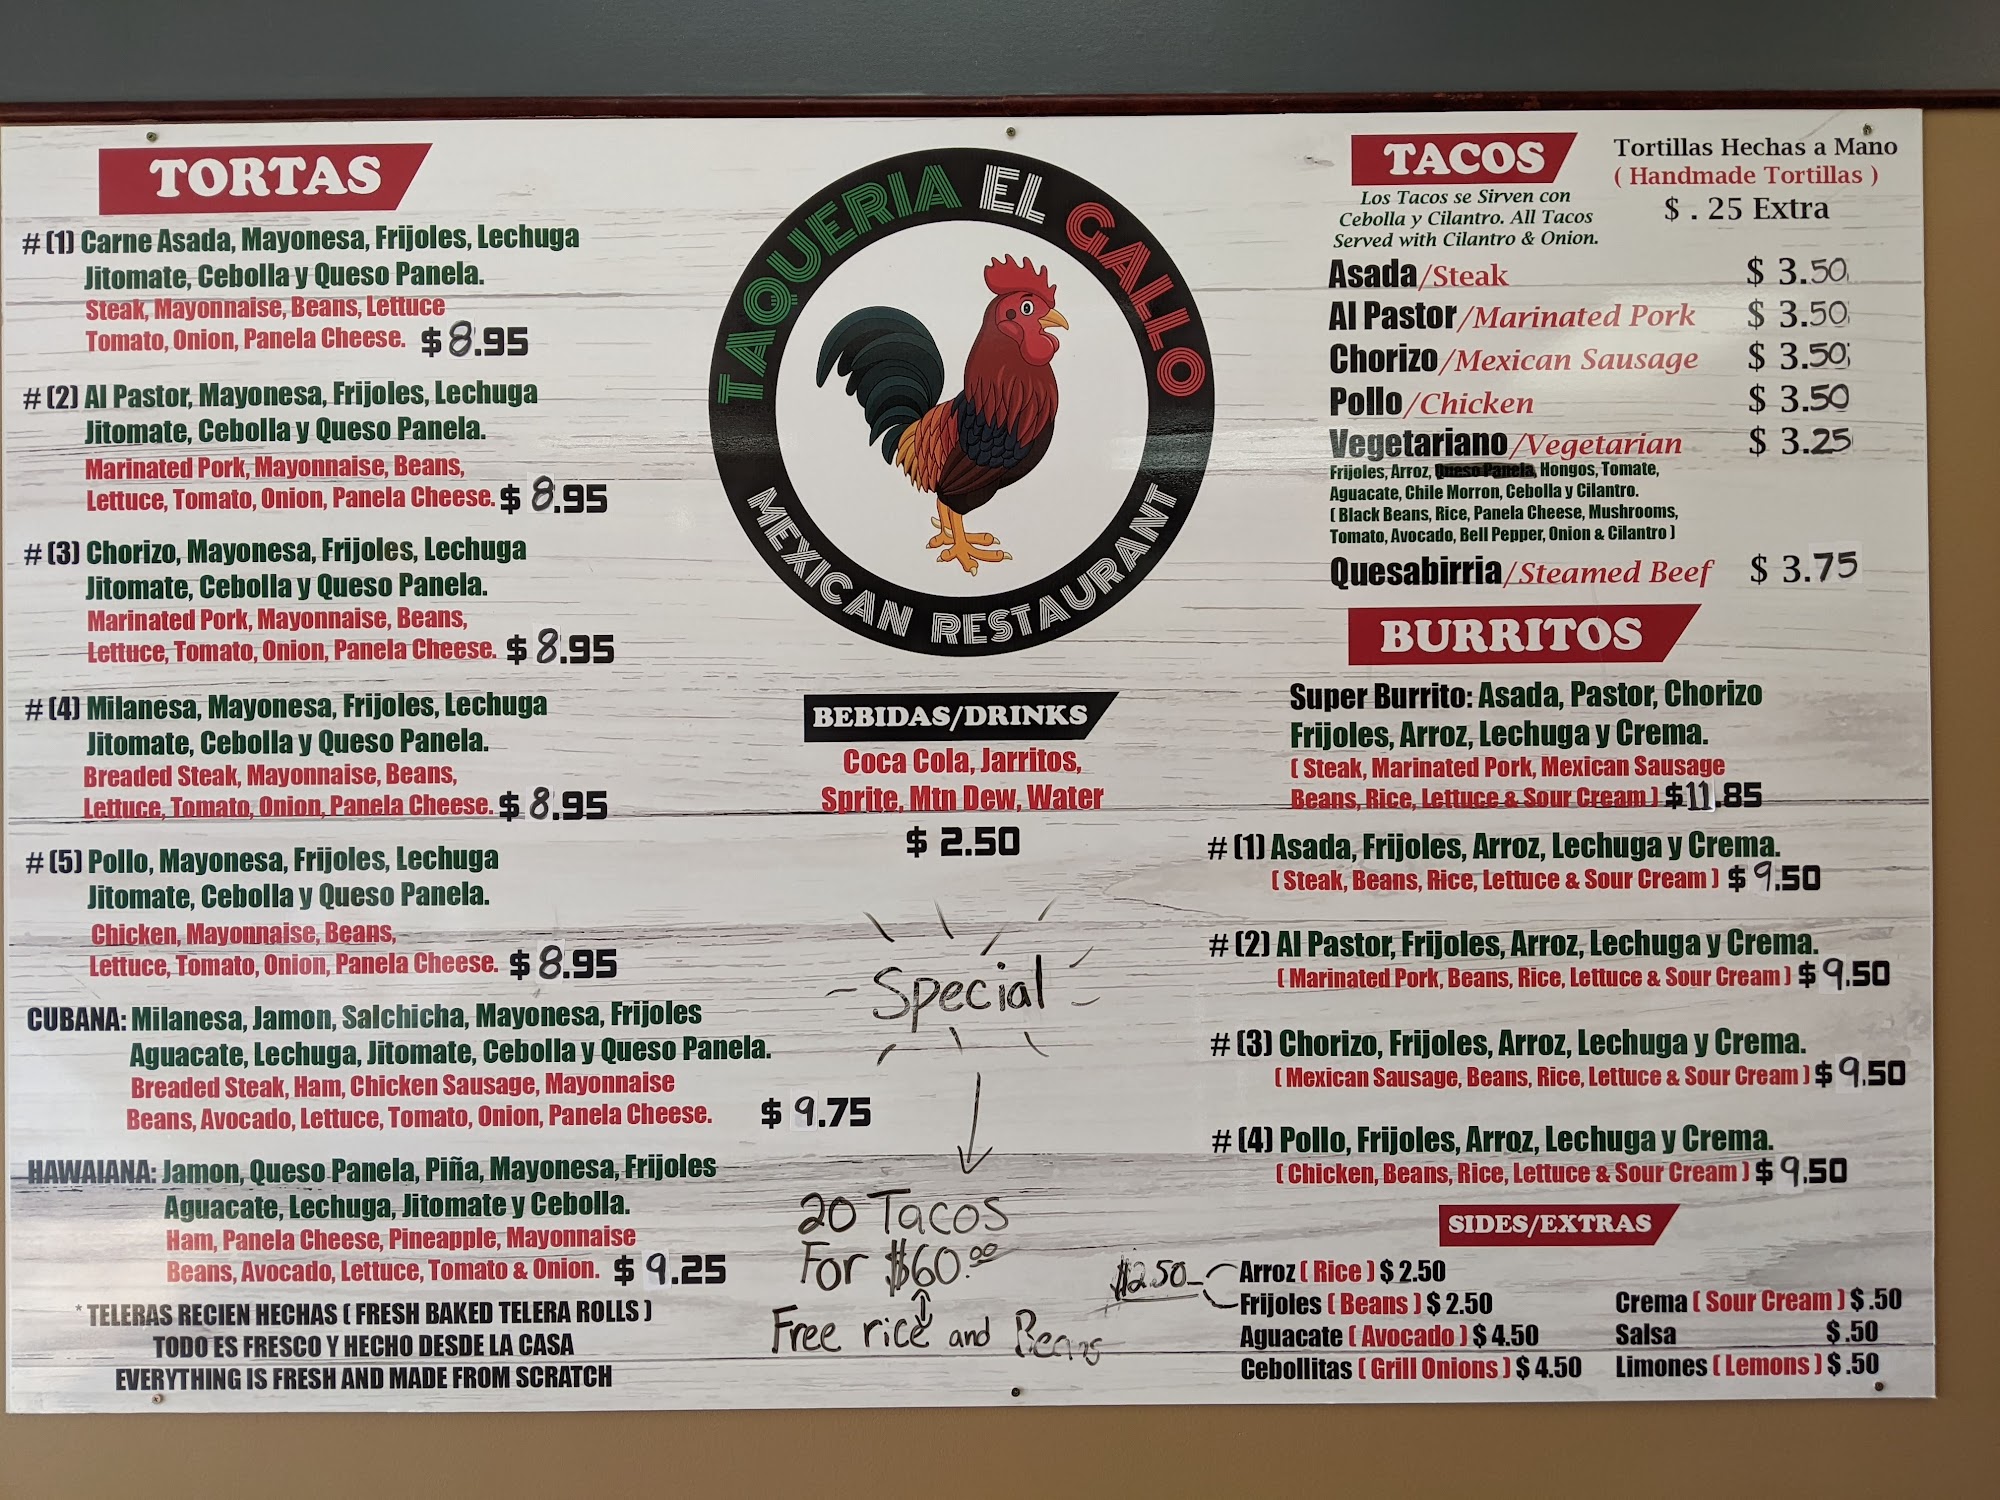 TORTAS
#(1) Carne Asada, Mayonesa, Frijoles, Lechuga
Jitomate, Cebolla y Queso Panela.
Steak, Mayonnaise, Beans, Lettuce
Tomato, Onion, Panela Cheese. $8.95
#(2) Al Pastor, Mayonesa, Frijoles, Lechuga
Jitomate, Cebolla y Queso Panela.
Marinated Pork, Mayonnaise, Beans,
Lettuce, Tomato, Onion, Panela Cheese. $8.95
#(3) Chorizo, Mayonesa, Frijoles, Lechuga
Jitomate, Cebolla y Queso Panela.
Marinated Pork, Mayonnaise, Beans,
Lettuce, Tomato, Onion, Panela Cheese. $8.95
#(4) Milanesa, Mayonesa, Frijoles, Lechuga
Jitomate, Cebolla y Queso Panela.
Breaded Steak, Mayonnaise, Beans,
Lettuce, Tomato, Onion, Panela Cheese. $8.95
#(5) Pollo, Mayonesa, Frijoles, Lechuga
Jitomate, Cebolla y Queso Panela.
Chicken, Mayonnaise, Beans,
Lettuce, Tomato, Onion, Panela Cheese. $8.95
CUBANA: Milanesa, Jamon, Salchicha, Mayonesa, Frijoles
Aguacate, Lechuga, Jitomate, Cebolla y Queso Panela.
Breaded Steak, Ham, Chicken Sausage, Mayonnaise
Beans, Avocado, Lettuce, Tomato, Onion, Panela Cheese. $9.75
HAWAIANA: Jamon, Queso Panela, Piña, Mayonesa, Frijoles
Aguacate, Lechuga, Jitomate y Cebolla.
Ham, Panela Cheese, Pineapple, Mayonnaise
Beans, Avocado, Lettuce, Tomato & Onion. $9.25
* TELERAS RECIEN HECHAS ( FRESH BAKED TELERA ROLLS )
TODO ES FRESCO Y HECHO DESDE LA CASA
EVERYTHING IS FRESH AND MADE FROM SCRATCH
TAQUERIA EL GALLO
MEXICAN RESTAURANT
BEBIDAS/DRINKS
Coca Cola, Jarritos,
Sprite, Mtn Dew, Water
$ 2.50
Special
20 Tacos
For $60.00
Free rice and Beans
TACOS
Los Tacos se Sirven con
Cebolla y Cilantro. All Tacos
Served with Cilantro & Onion.
Tortillas Hechas a Mano
( Handmade Tortillas )
$ . 25 Extra
Asada/Steak $ 3.50
Al Pastor/Marinated Pork $ 3.50
Chorizo/Mexican Sausage $ 3.50
Pollo/Chicken $ 3.50
Vegetariano/Vegetarian $ 3.25
Frijoles, Arroz, Queso Panela, Hongos, Tomate,
Aguacate, Chile Morron, Cebolla y Cilantro.
( Black Beans, Rice, Panela Cheese, Mushrooms,
Tomato, Avocado, Bell Pepper, Onion & Cilantro )
Quesabirria/Steamed Beef $ 3.75
BURRITOS
Super Burrito: Asada, Pastor, Chorizo
Frijoles, Arroz, Lechuga y Crema.
( Steak, Marinated Pork, Mexican Sausage
Beans, Rice, Lettuce & Sour Cream ) $11.85
#(1) Asada, Frijoles, Arroz, Lechuga y Crema.
( Steak, Beans, Rice, Lettuce & Sour Cream ) $9.50
#(2) Al Pastor, Frijoles, Arroz, Lechuga y Crema.
( Marinated Pork, Beans, Rice, Lettuce & Sour Cream ) $9.50
#(3) Chorizo, Frijoles, Arroz, Lechuga y Crema.
( Mexican Sausage, Beans, Rice, Lettuce & Sour Cream ) $9.50
#(4) Pollo, Frijoles, Arroz, Lechuga y Crema.
( Chicken, Beans, Rice, Lettuce & Sour Cream ) $9.50
SIDES/EXTRAS
$2.50
Arroz ( Rice ) $ 2.50
Frijoles ( Beans ) $ 2.50
Aguacate ( Avocado ) $ 4.50
Cebollitas ( Grill Onions ) $ 4.50
Crema ( Sour Cream ) $ .50
Salsa $ .50
Limones ( Lemons ) $ .50